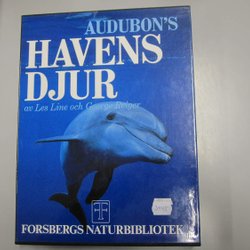 AUDUBON'S
HAVENS
DJUR
av Les Line och George Reiger
FORSBERGS NATURBIBLIOTEK